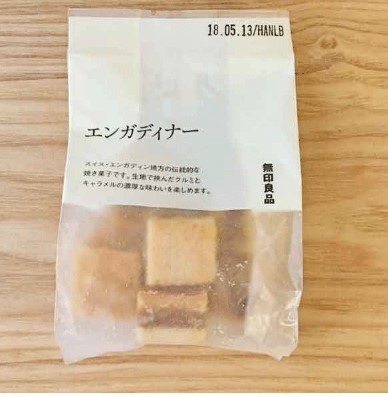 18.05.13/HANLB
エンガディナー
スイス・エンガディン地方の伝統的な
焼き菓子です。生地で挟んだクルミと
キャラメルの濃厚な味わいを楽しめます。
無印良品